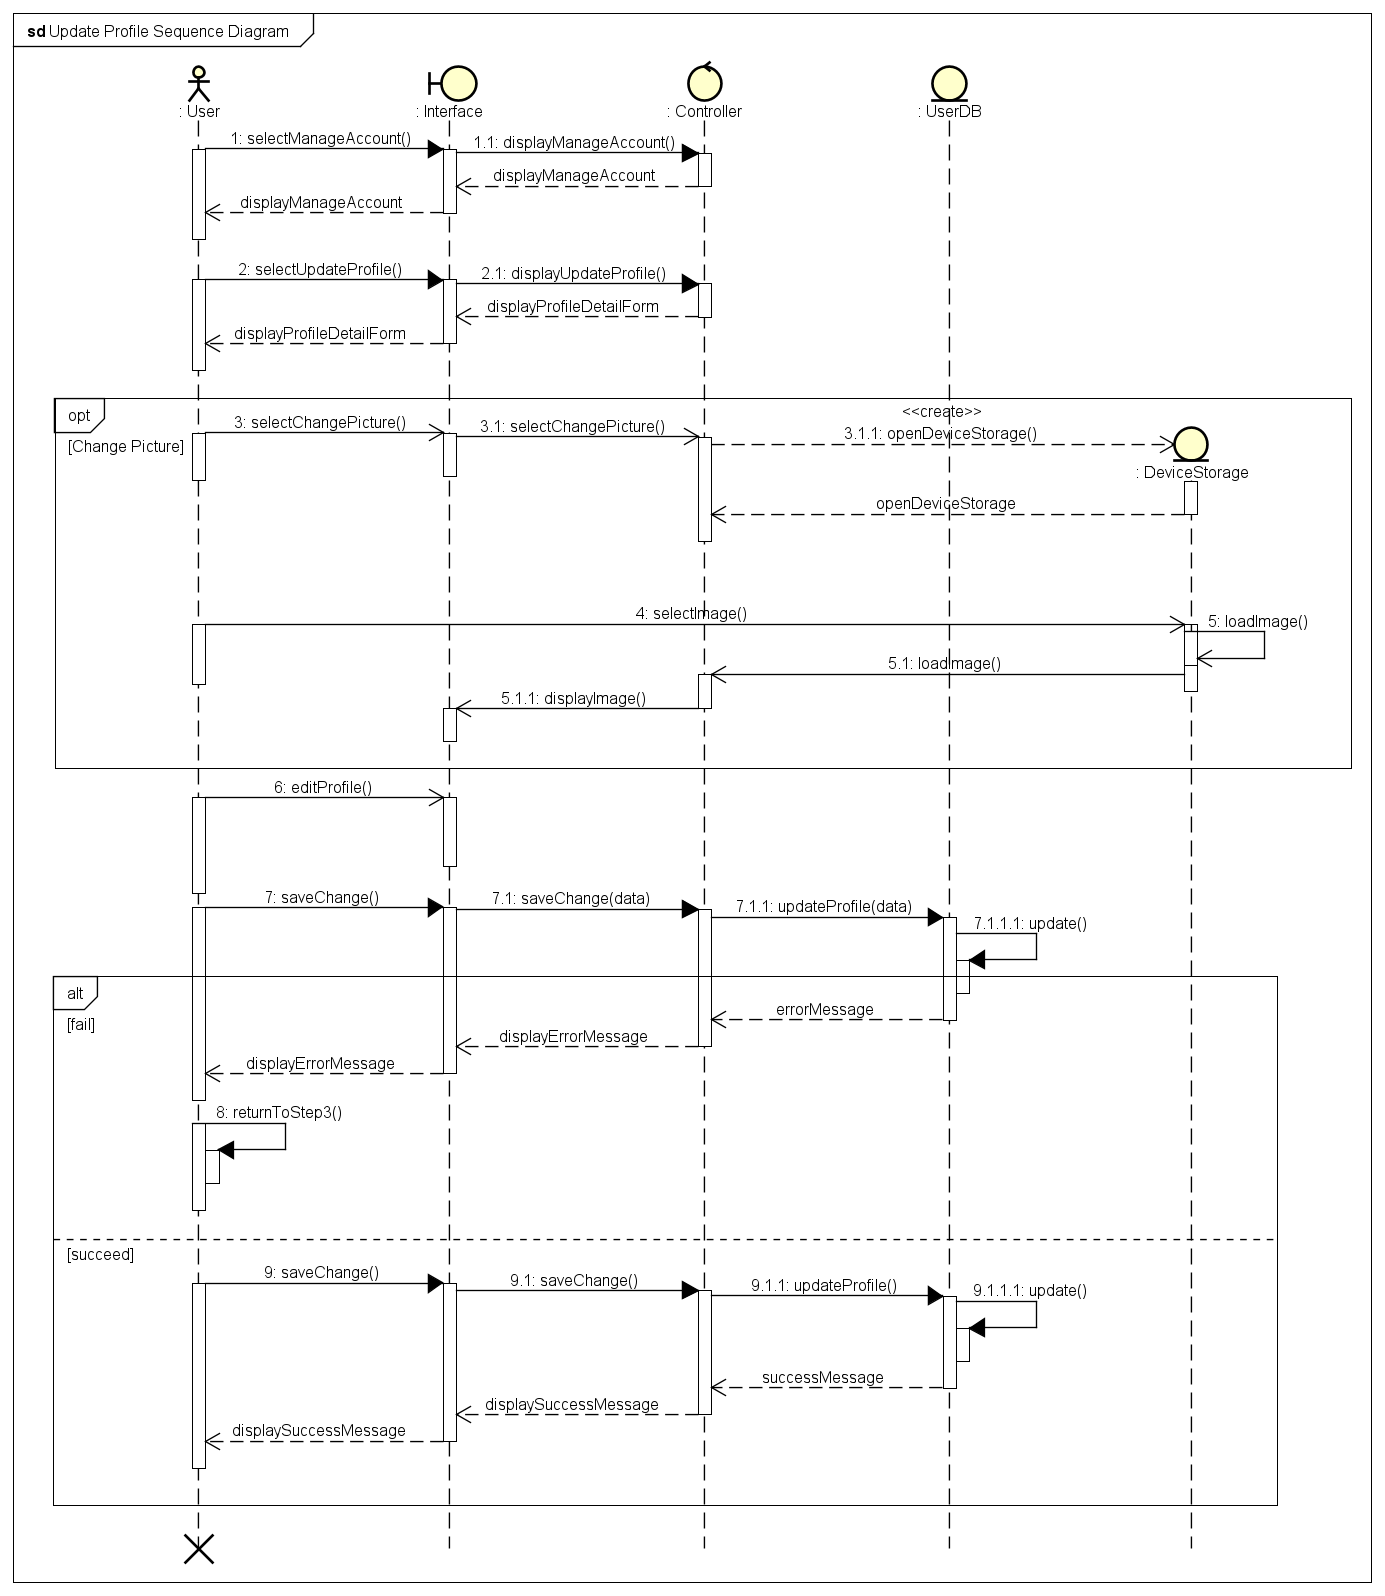 sd Update Profile Sequence Diagram
: User
: Interface
: Controller
: UserDB
1: selectManageAccount()
1.1: displayManageAccount()
displayManageAccount
displayManageAccount
2: selectUpdateProfile()
2.1: displayUpdateProfile()
displayProfileDetailForm
displayProfileDetailForm
opt
[Change Picture]
3: selectChangePicture()
3.1: selectChangePicture()
<<create>>
3.1.1: openDeviceStorage()
: DeviceStorage
openDeviceStorage
4: selectImage()
5: loadImage()
5.1: loadImage()
5.1.1: displayImage()
6: editProfile()
7: saveChange()
7.1: saveChange(data)
7.1.1: updateProfile(data)
7.1.1.1: update()
alt
[fail]
errorMessage
displayErrorMessage
displayErrorMessage
8: returnToStep3()
[succeed]
9: saveChange()
9.1: saveChange()
9.1.1: updateProfile()
9.1.1.1: update()
successMessage
displaySuccessMessage
displaySuccessMessage